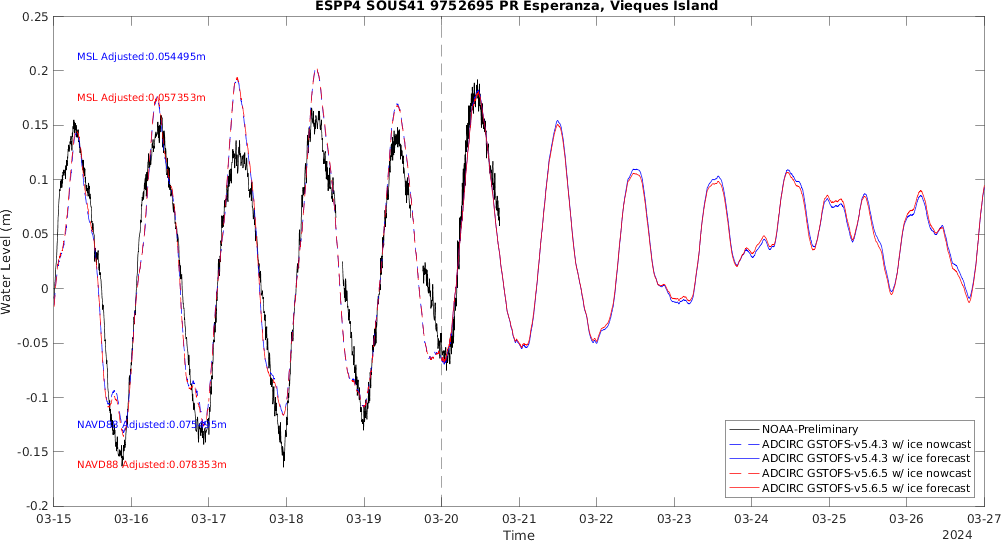 ESPP4 SOUS41 9752695 PR Esperanza, Vieques Island
0.25
0.2
0.15
0.1
0.05
0
-0.05
-0.1
-0.15
-0.2
Water Level (m)
MSL Adjusted:0.054495m
MSL Adjusted:0.057353m
NAVD88 Adjusted:0.075495m
NAVD88 Adjusted:0.078353m
NOAA-Preliminary
ADCIRC GSTOFS-v5.4.3 w/ ice nowcast
ADCIRC GSTOFS-v5.4.3 w/ ice forecast
ADCIRC GSTOFS-v5.6.5 w/ ice nowcast
ADCIRC GSTOFS-v5.6.5 w/ ice forecast
03-15 03-16 03-17 03-18 03-19 03-20 03-21 03-22 03-23 03-24 03-25 03-26 03-27
Time
2024